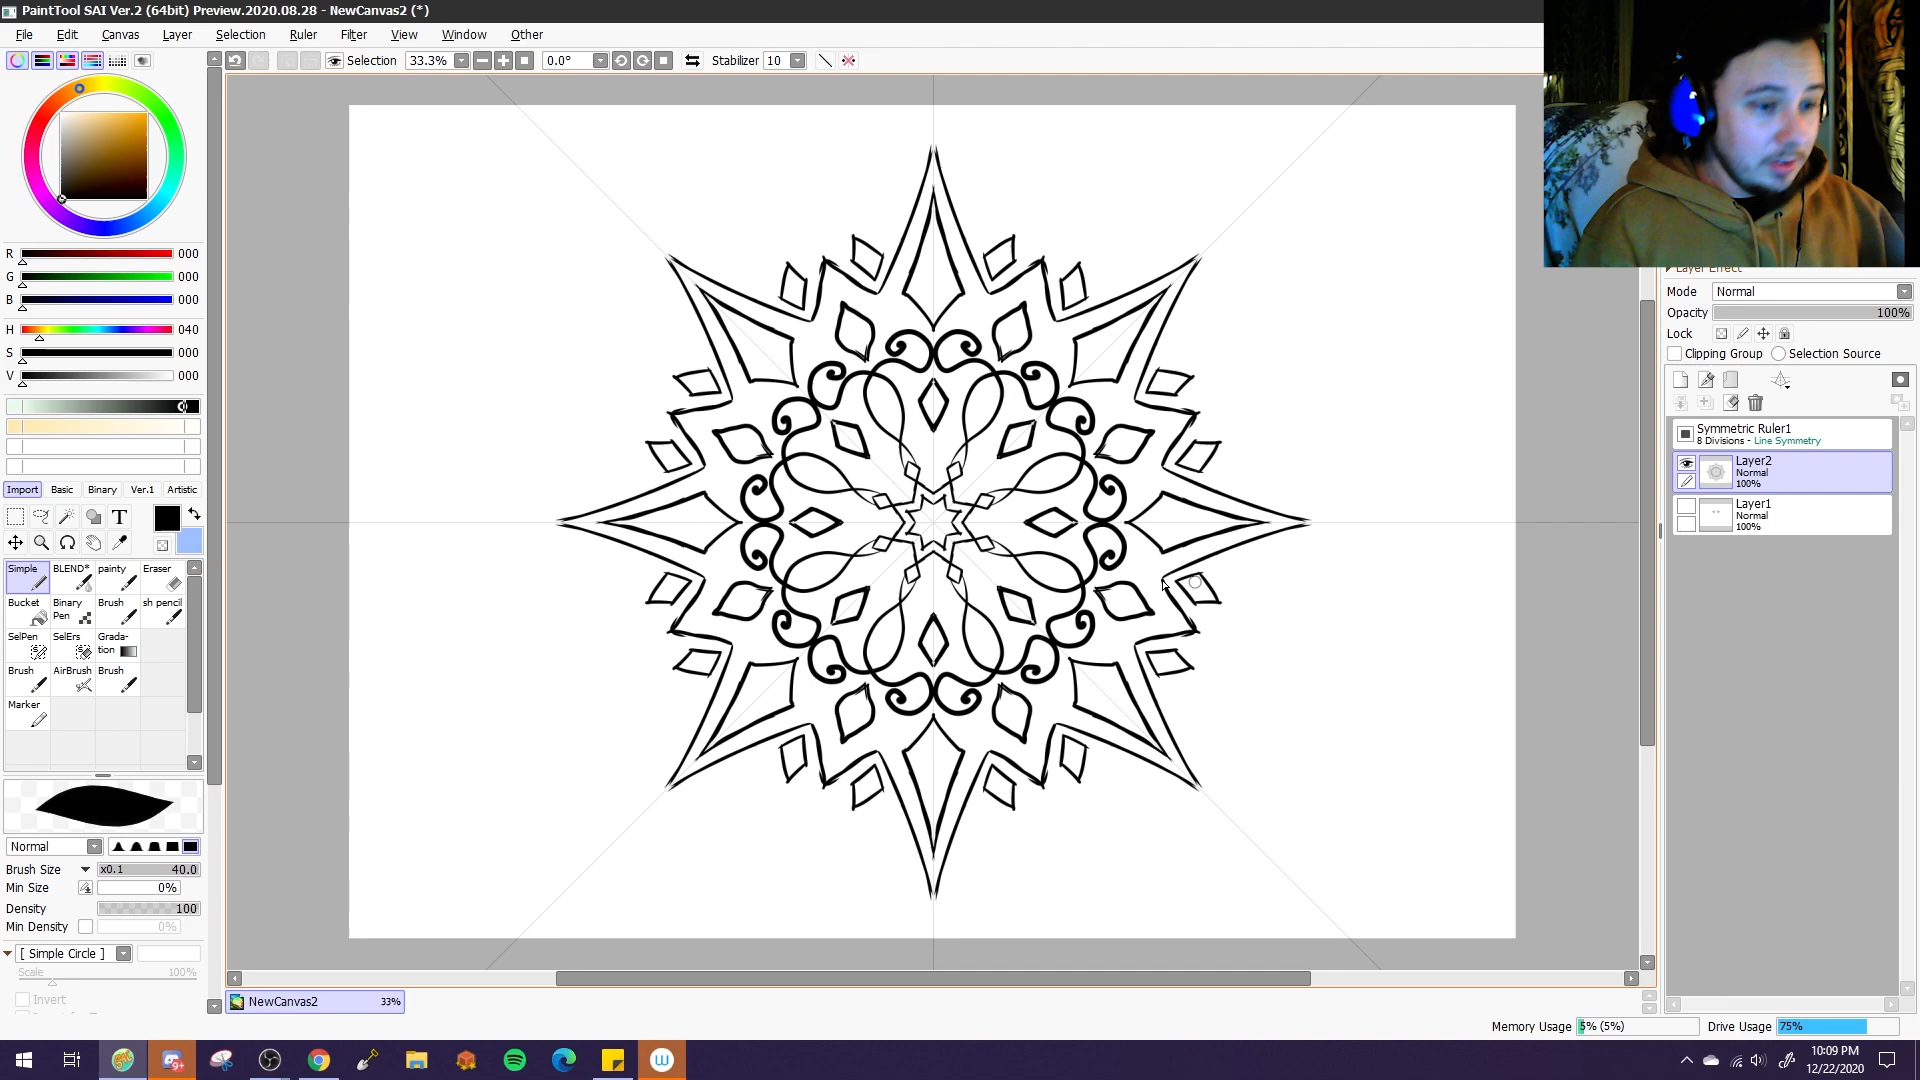 PaintTool SAI Ver.2 (64bit) Preview.2020.08.28 - NewCanvas2 (*)
File Edit Canvas Layer Selection Ruler Filter View Window Other
Selection 33.3% 0.0° Stabilizer 10
R 000
G 000
B 000
H 040
S 000
V 000
Import Basic Binary Ver.1 Artistic
T
Simple BLEND* painty Eraser
Bucket Binary Pen Brush sh pencil
SelPen SelErs Grada-
tion
Brush AirBrush Brush
Marker
Normal
Brush Size x0.1 40.0
Min Size 0%
Density 100
Min Density 0%
[ Simple Circle ]
Scale 100%
Invert
NewCanvas2 33%
Layer Effect
Mode Normal
Opacity 100%
Lock
Clipping Group Selection Source
Symmetric Ruler1
8 Divisions - Line Symmetry
Layer2
Normal
100%
Layer1
Normal
100%
Memory Usage 5% (5%) Drive Usage 75%
9+
W
10:09 PM
12/22/2020